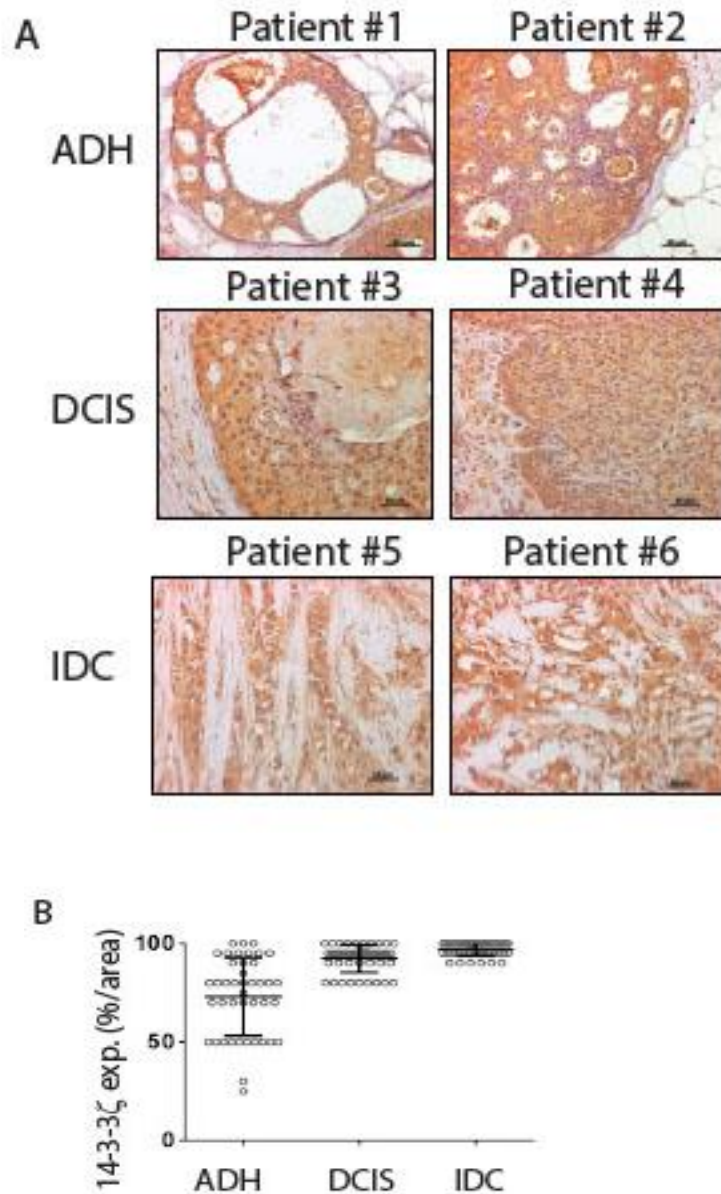 A
Patient #1 Patient #2
ADH
Patient #3 Patient #4
DCIS
Patient #5 Patient #6
IDC
B
14-3-3ζ exp. (%/area)
100
50
0
ADH DCIS IDC